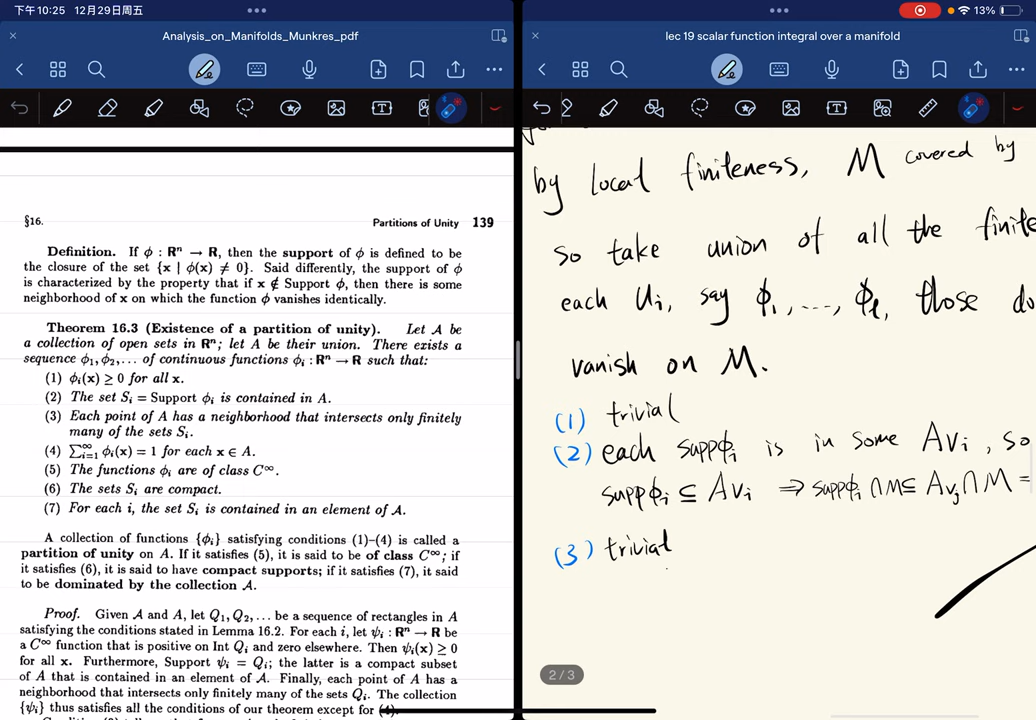 下午10:25 12月29日周五
13%
Analysis_on_Manifolds_Munkres_pdf
lec 19 scalar function integral over a manifold
§16.
Partitions of Unity 139
Definition. If ϕ : Rⁿ → R, then the support of ϕ is defined to be
the closure of the set {x | ϕ(x) ≠ 0}. Said differently, the support of ϕ
is characterized by the property that if x ∉ Support ϕ, then there is some
neighborhood of x on which the function ϕ vanishes identically.
Theorem 16.3 (Existence of a partition of unity). Let 𝒜 be
a collection of open sets in Rⁿ; let A be their union. There exists a
sequence ϕ₁, ϕ₂, ... of continuous functions ϕᵢ : Rⁿ → R such that:
(1) ϕᵢ(x) ≥ 0 for all x.
(2) The set Sᵢ = Support ϕᵢ is contained in A.
(3) Each point of A has a neighborhood that intersects only finitely
many of the sets Sᵢ.
(4) ∑ᵢ₌₁^∞ ϕᵢ(x) = 1 for each x ∈ A.
(5) The functions ϕᵢ are of class C^∞.
(6) The sets Sᵢ are compact.
(7) For each i, the set Sᵢ is contained in an element of 𝒜.
A collection of functions {ϕᵢ} satisfying conditions (1)–(4) is called a
partition of unity on A. If it satisfies (5), it is said to be of class C^∞; if
it satisfies (6), it is said to have compact supports; if it satisfies (7), it is said
to be dominated by the collection 𝒜.
Proof. Given 𝒜 and A, let Q₁, Q₂, ... be a sequence of rectangles in A
satisfying the conditions stated in Lemma 16.2. For each i, let ψᵢ : Rⁿ → R be
a C^∞ function that is positive on Int Qᵢ and zero elsewhere. Then ψᵢ(x) ≥ 0
for all x. Furthermore, Support ψᵢ = Qᵢ; the latter is a compact subset
of A that is contained in an element of 𝒜. Finally, each point of A has a
neighborhood that intersects only finitely many of the sets Qᵢ. The collection
{ψᵢ} thus satisfies all the conditions of our theorem except for (4).
by local finiteness, M covered by
so take union of all the finite
each Uᵢ, say ϕ₁, ..., ϕₗ, those do
vanish on M.
(1) trivial
(2) each suppϕᵢ is in some Avᵢ, so
suppϕᵢ ⊆ Avᵢ ⇒ suppϕᵢ ∩ M ⊆ Avⱼ ∩ M =
(3) trivial
2/3